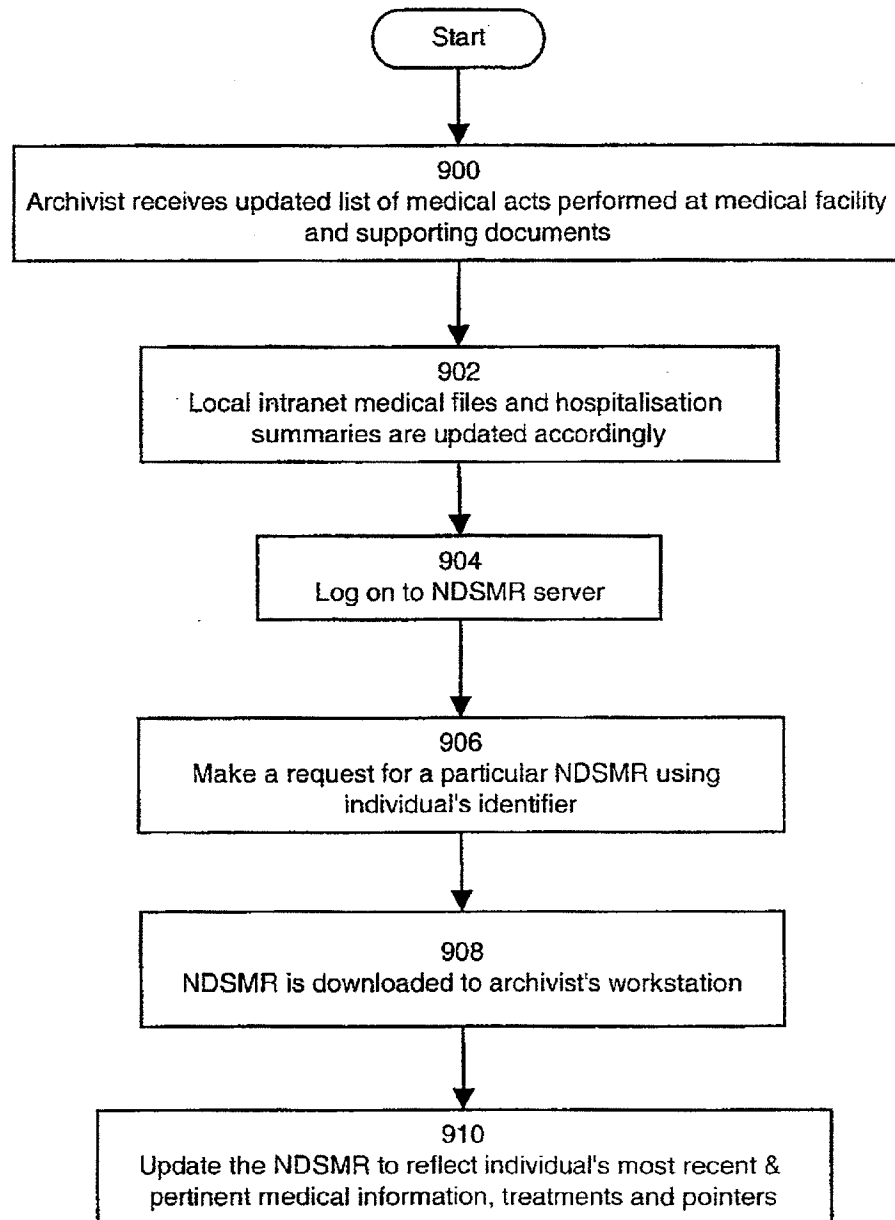 Start
900
Archivist receives updated list of medical acts performed at medical facility
and supporting documents
902
Local intranet medical files and hospitalisation
summaries are updated accordingly
904
Log on to NDSMR server
906
Make a request for a particular NDSMR using
individual's identifier
908
NDSMR is downloaded to archivist's workstation
910
Update the NDSMR to reflect individual's most recent &
pertinent medical information, treatments and pointers